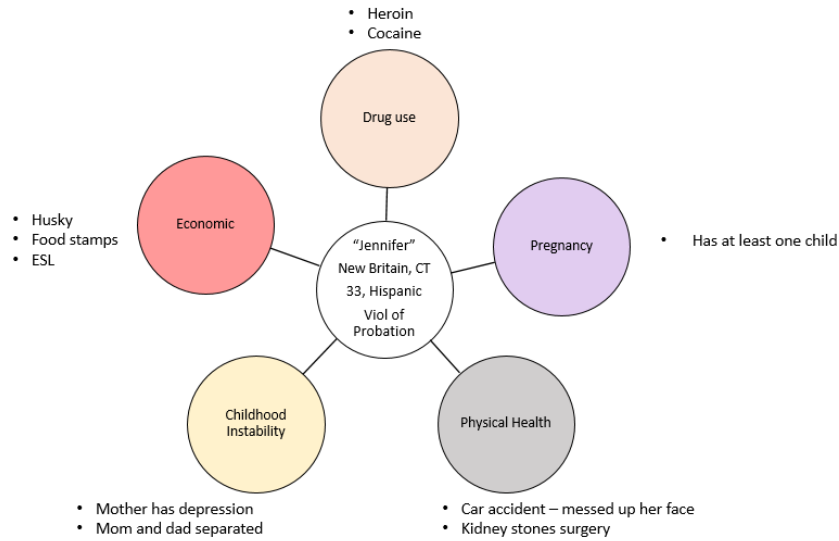 • Heroin
• Cocaine
Drug use
Economic
• Husky
• Food stamps
• ESL
“Jennifer”
New Britain, CT
33, Hispanic
Viol of
Probation
Pregnancy
• Has at least one child
Childhood
Instability
• Mother has depression
• Mom and dad separated
Physical Health
• Car accident – messed up her face
• Kidney stones surgery